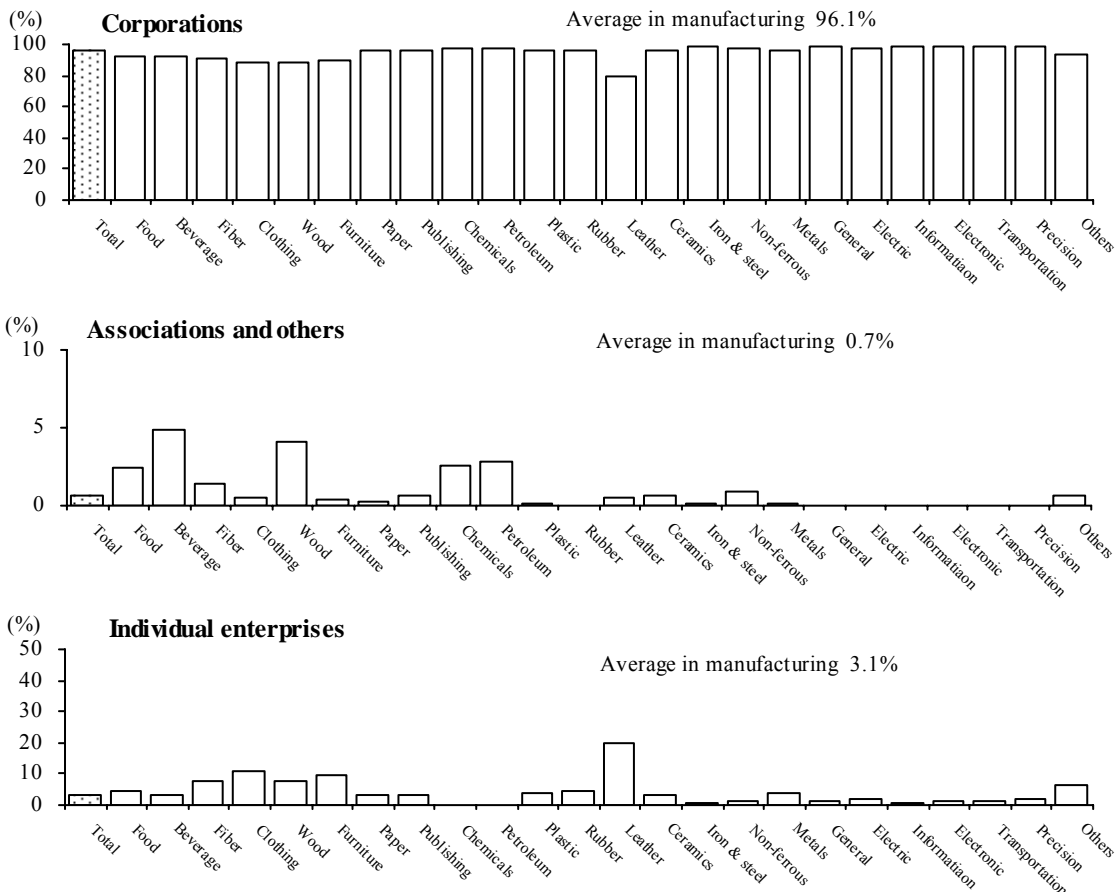 (%)
Corporations
Average in manufacturing 96.1%
100
80
60
40
20
0
Total
Food
Beverage
Fiber
Clothing
Wood
Furniture
Paper
Publishing
Chemicals
Petroleum
Plastic
Rubber
Leather
Ceramics
Iron & steel
Non-ferrous
Metals
General
Electric
Informatiaon
Electronic
Transportation
Precision
Others
(%)
Associations and others
Average in manufacturing 0.7%
10
5
0
Total
Food
Beverage
Fiber
Clothing
Wood
Furniture
Paper
Publishing
Chemicals
Petroleum
Plastic
Rubber
Leather
Ceramics
Iron & steel
Non-ferrous
Metals
General
Electric
Informatiaon
Electronic
Transportation
Precision
Others
(%)
Individual enterprises
Average in manufacturing 3.1%
50
40
30
20
10
0
Total
Food
Beverage
Fiber
Clothing
Wood
Furniture
Paper
Publishing
Chemicals
Petroleum
Plastic
Rubber
Leather
Ceramics
Iron & steel
Non-ferrous
Metals
General
Electric
Informatiaon
Electronic
Transportation
Precision
Others